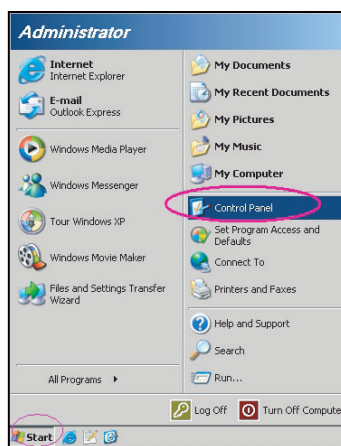 Administrator
Internet
Internet Explorer
E-mail
Outlook Express
Windows Media Player
Windows Messenger
Tour Windows XP
Windows Movie Maker
Files and Settings Transfer
Wizard
All Programs
My Documents
My Recent Documents
My Pictures
My Music
My Computer
Control Panel
Set Program Access and
Defaults
Connect To
Printers and Faxes
Help and Support
Search
Run...
Log Off
Turn Off Compute
Start